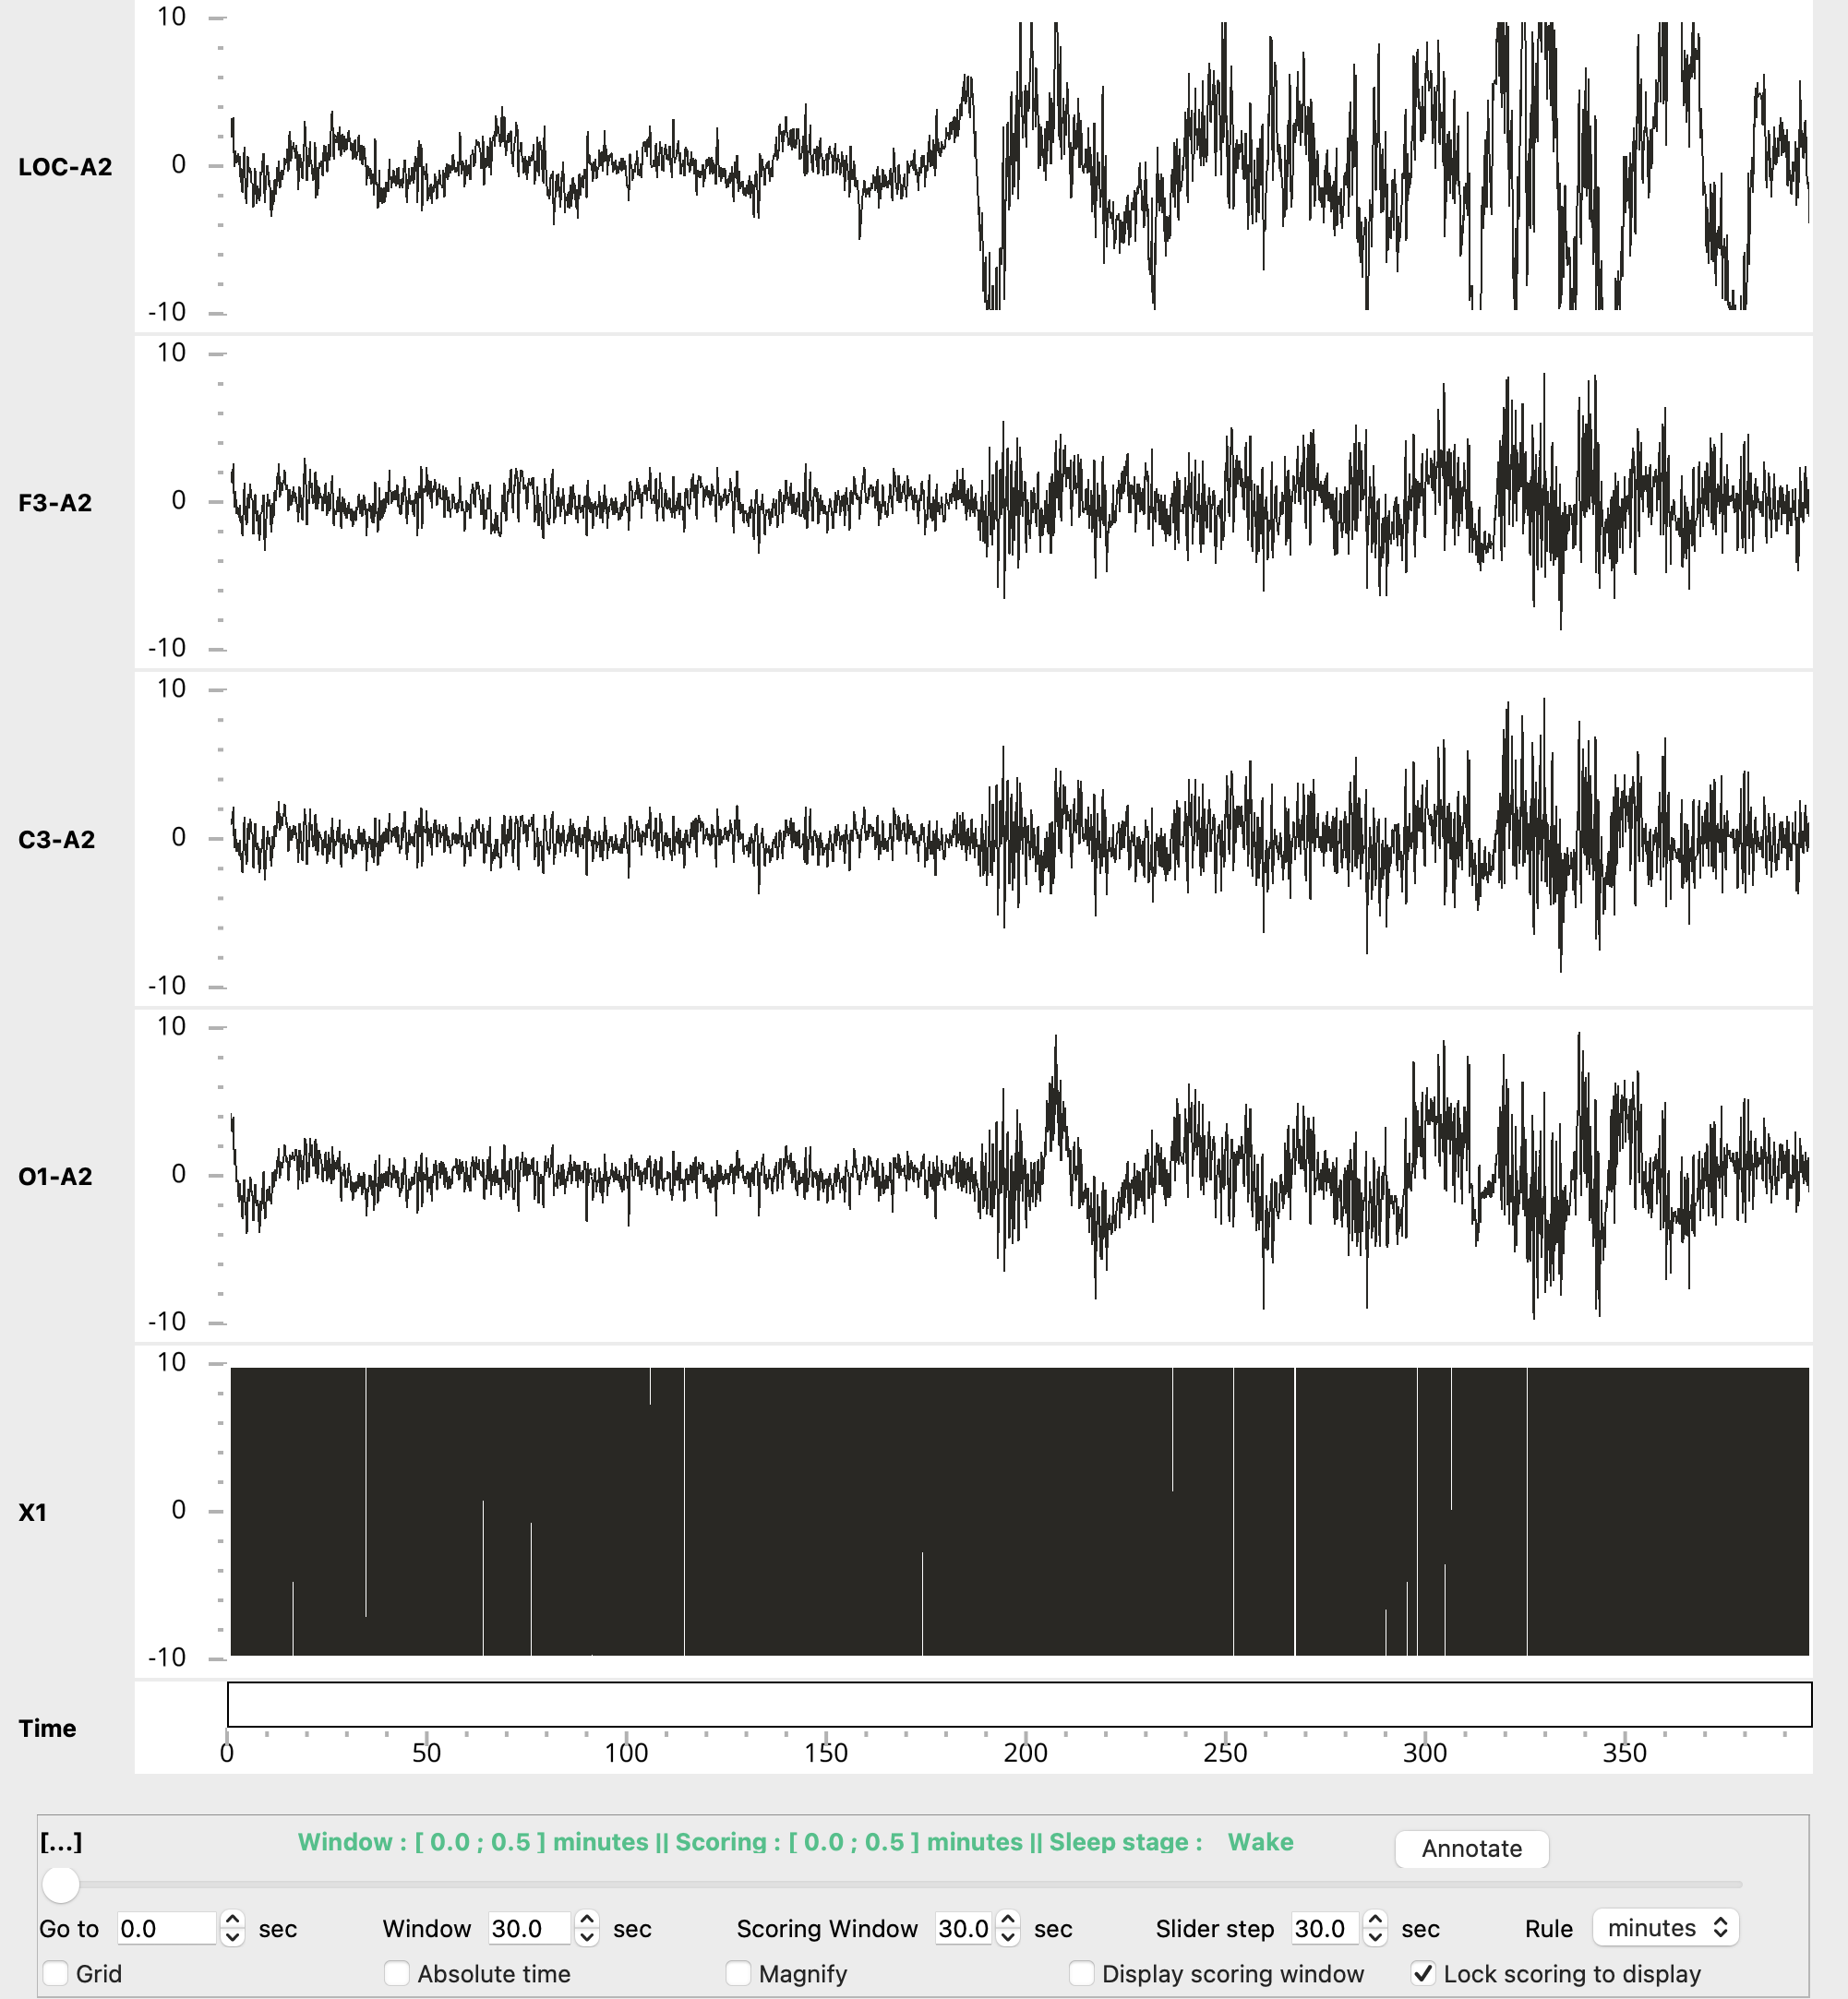 10
LOC-A2 0
-10
10
F3-A2 0
-10
10
C3-A2 0
-10
10
O1-A2 0
-10
10
X1 0
-10
Time
0 50 100 150 200 250 300 350
[...] Window : [ 0.0 ; 0.5 ] minutes || Scoring : [ 0.0 ; 0.5 ] minutes || Sleep stage : Wake Annotate
Go to 0.0 sec Window 30.0 sec Scoring Window 30.0 sec Slider step 30.0 sec Rule minutes
Grid Absolute time Magnify Display scoring window Lock scoring to display